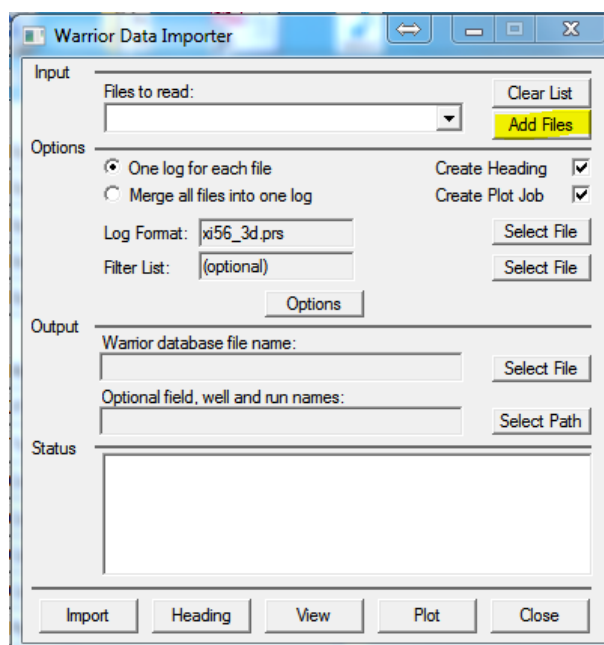 Warrior Data Importer
Input
Files to read:
Clear List
Add Files
Options
One log for each file
Create Heading
Merge all files into one log
Create Plot Job
Log Format: xi56_3d.prs
Select File
Filter List: (optional)
Select File
Options
Output
Warrior database file name:
Select File
Optional field, well and run names:
Select Path
Status
Import Heading View Plot Close